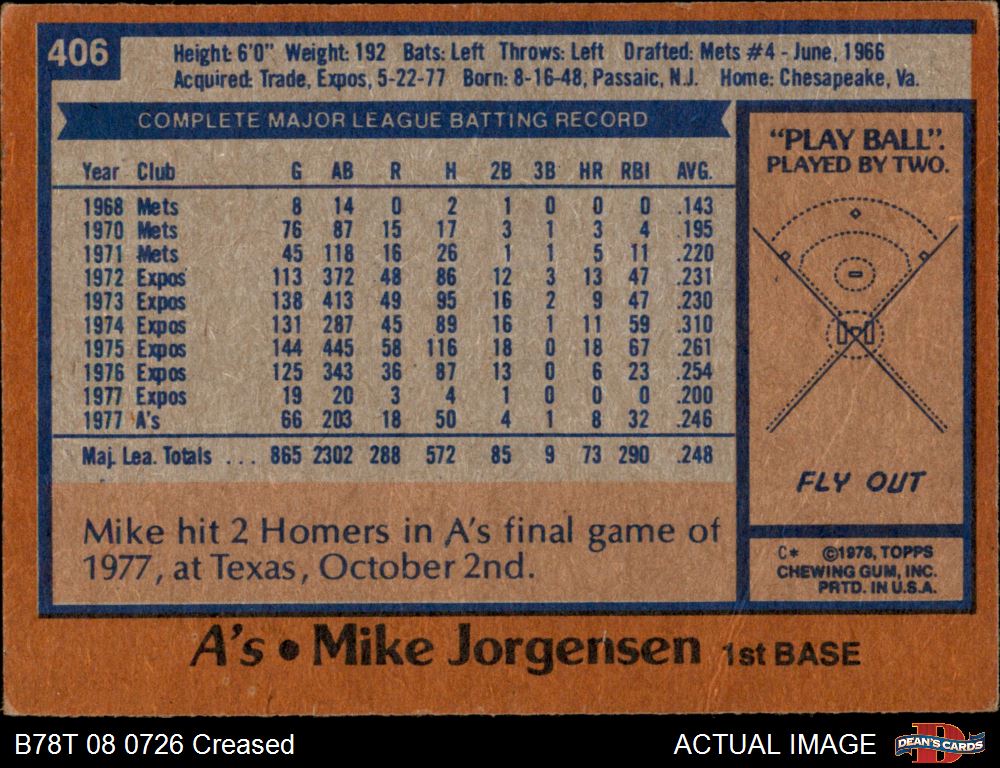 406
Height: 6'0" Weight: 192 Bats: Left Throws: Left Drafted: Mets #4 - June, 1966
Acquired: Trade, Expos, 5-22-77 Born: 8-16-48, Passaic, N.J. Home: Chesapeake, Va.
COMPLETE MAJOR LEAGUE BATTING RECORD
Year Club G AB R H 2B 3B HR RBI AVG.
1968 Mets 8 14 0 2 1 0 0 0 .143
1970 Mets 76 87 15 17 3 1 3 4 .195
1971 Mets 45 118 16 26 1 1 5 11 .220
1972 Expos 113 372 48 86 12 3 13 47 .231
1973 Expos 138 413 49 95 16 2 9 47 .230
1974 Expos 131 287 45 89 16 1 11 59 .310
1975 Expos 144 445 58 116 18 0 18 67 .261
1976 Expos 125 343 36 87 13 0 6 23 .254
1977 Expos 19 20 3 4 1 0 0 0 .200
1977 A's 66 203 18 50 4 1 8 32 .246
Maj. Lea. Totals ... 865 2302 288 572 85 9 73 290 .248
Mike hit 2 Homers in A's final game of
1977, at Texas, October 2nd.
"PLAY BALL".
PLAYED BY TWO.
FLY OUT
C* ©1978, TOPPS
CHEWING GUM, INC.
PRTD. IN U.S.A.
A's • Mike Jorgensen 1st BASE
B78T 08 0726 Creased
ACTUAL IMAGE
DEAN'S CARDS